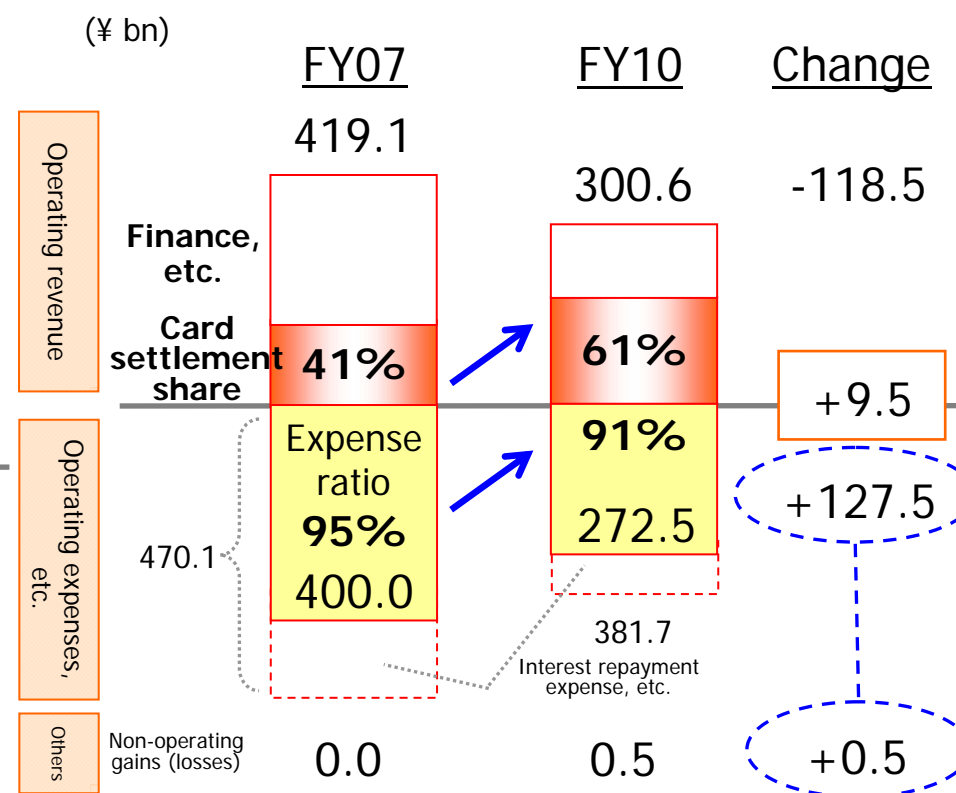 (¥ bn)
FY07
FY10
Change
Operating revenue
419.1
300.6
-118.5
Finance,
etc.
Card
settlement
share
41%
61%
+9.5
Operating expenses,
etc.
470.1
Expense
ratio
95%
400.0
91%
272.5
+127.5
381.7
Interest repayment
expense, etc.
Others
Non-operating
gains (losses)
0.0
0.5
+0.5